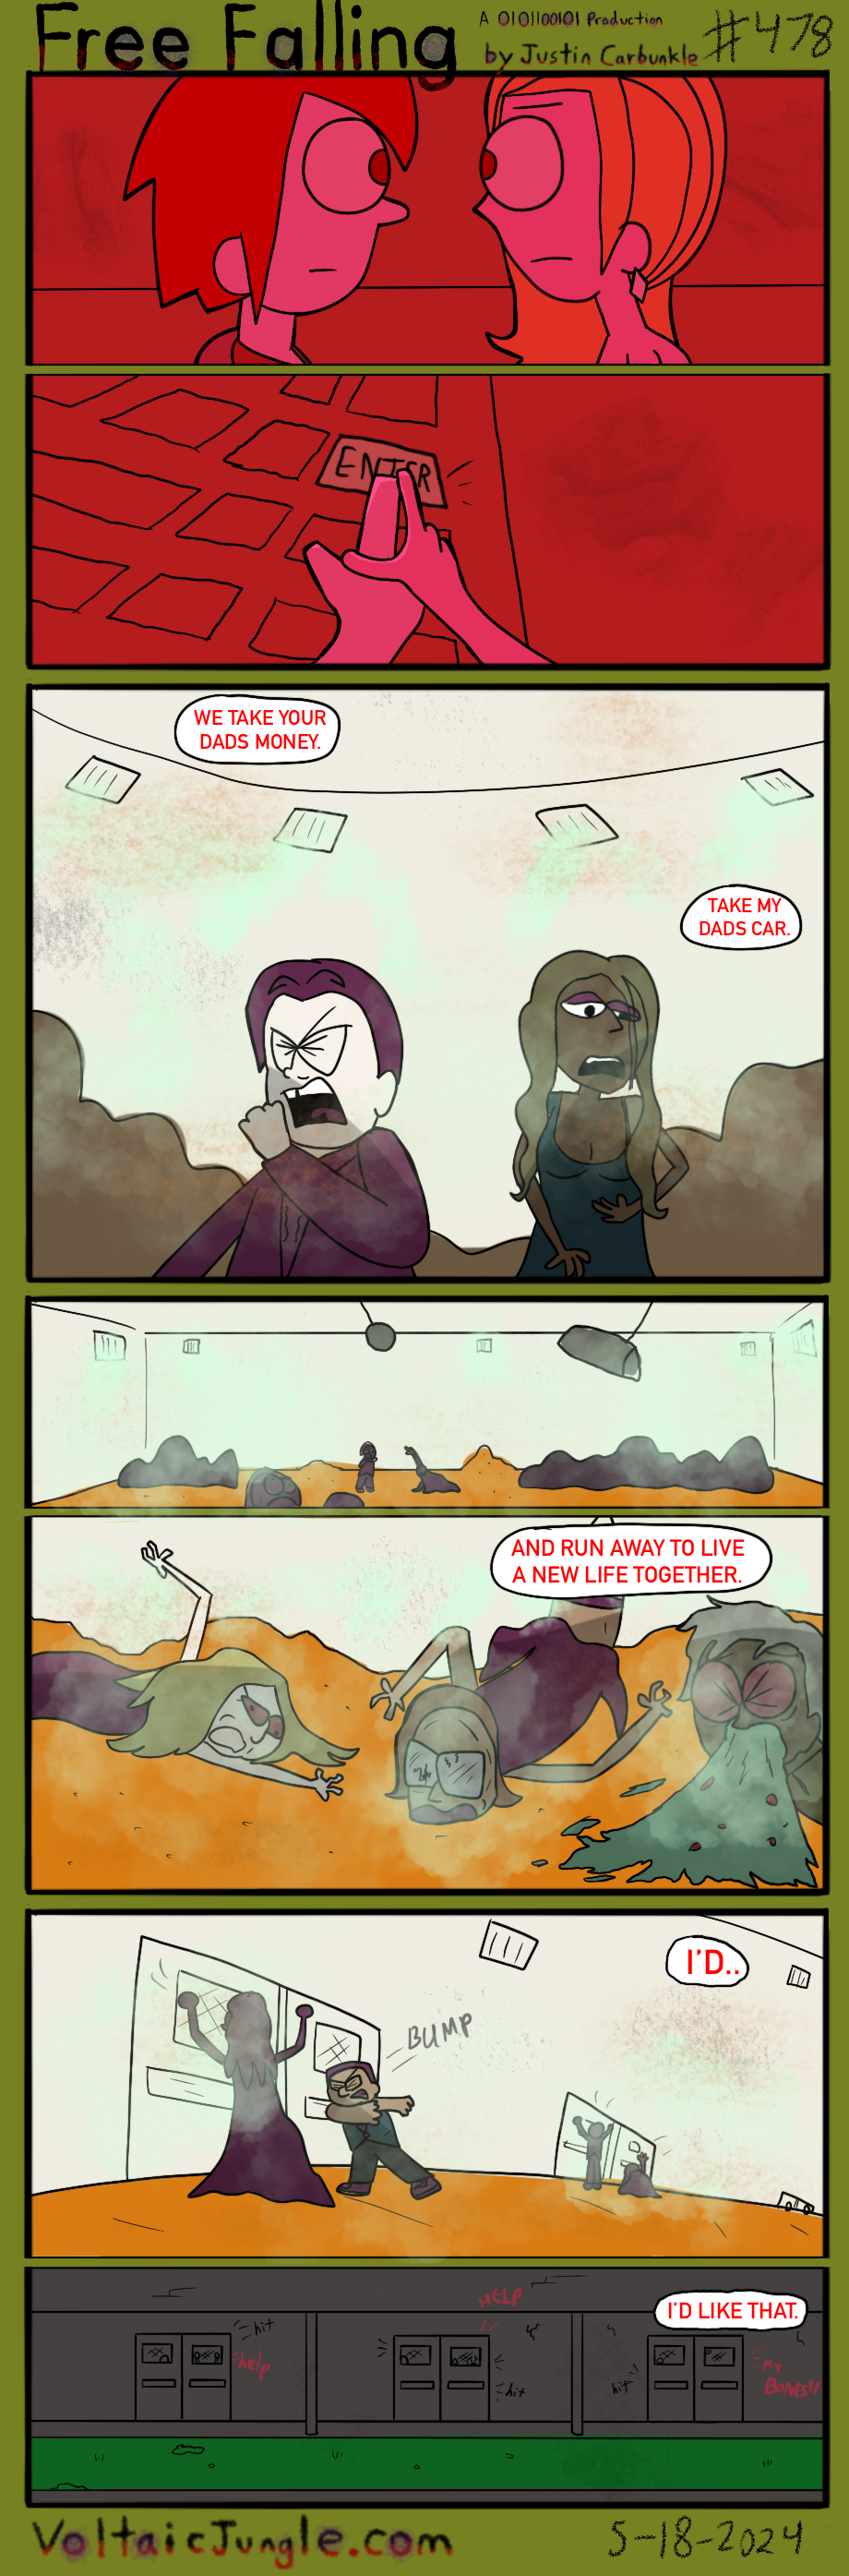 Free Falling
A 0101100101 Production
by Justin Carbunkle
#478
ENTER
WE TAKE YOUR
DADS MONEY.
TAKE MY
DADS CAR.
AND RUN AWAY TO LIVE
A NEW LIFE TOGETHER.
I'D..
BUMP
HELP
I'D LIKE THAT.
hit
help
hit
hit
My
BONES!!
VoltaicJungle.com
5-18-2024